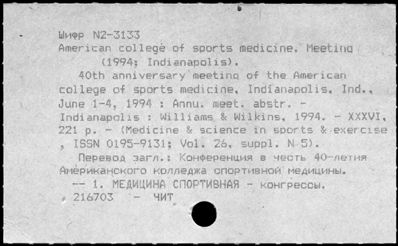 Шифр N2-3133
American college of sports medicine. Meeting
(1994; Indianapolis).
40th anniversary meeting of the American
college of sports medicine, Indianapolis, Ind.,
June 1-4, 1994 : Annu. meet. abstr. -
Indianapolis : Williams & Wilkins, 1994. - XXXVI,
221 p. - (Medicine & science in sports & exercise
, ISSN 0195-9131; Vol. 26, suppl. N 5).
Перевод загл.: Конференция в честь 40-летия
Американского колледжа спортивной медицины.
-- 1. МЕДИЦИНА СПОРТИВНАЯ - конгрессы.
216703 - ЧИТ